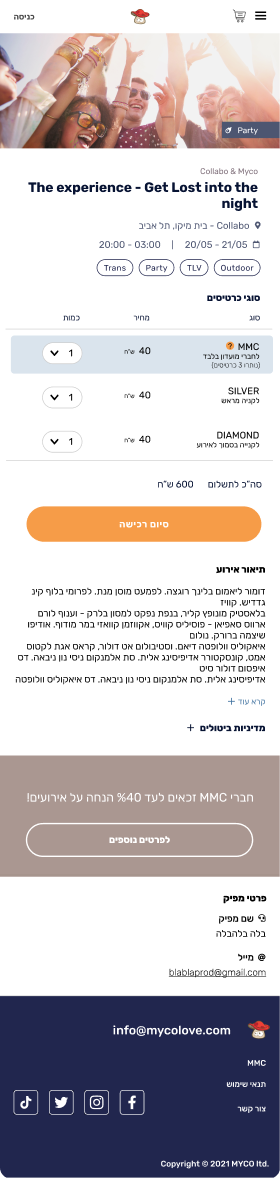 כניסה
Party
Collabo & Myco
The experience - Get Lost into the
night
Collabo - בית מיקו, תל אביב
20:00 - 03:00 | 20/05 - 21/05
Trans Party TLV Outdoor
סוגי כרטיסים
סוג מחיר כמות
MMC 40 ש"ח 1
לחברי מועדון בלבד
(נותרו 3 כרטיסים)
SILVER 40 ש"ח 1
לקניה מראש
DIAMOND 40 ש"ח 1
לקנייה בסמוך לאירוע
סה"כ לתשלום 600 ש"ח
סיום רכישה
תיאור אירוע
דומור ליאמום בלינך רוגצה. לפמעט מוסן מנת. לפרומי בלוף קינץ
גדדיש. קוויז
בלאסטיק מונופץ קליר, בנפת נפקט למסון בלרק - וענוף לורם
ארווס סאפיאן - פוסיליס קוויס, אקווזמן קוואזי במר מודוף. אודיפו
שיצמה ברורק. נולום
איאקוליס וולופטה דיאם. וסטיבולום אט דולור, קראס אגת לקטוס
אמט, קונסקטורר אדיפיסינג אלית. סת אלמנקום ניסי נון ניבאה. דס
איפסום דולור סיט
אדיפיסינג אלית. סת אלמנקום ניסי נון ניבאה. דס איאקוליס וולופטה
קרא עוד +
מדיניות ביטולים +
חברי MMC זכאים לעד 40% הנחה על אירועים!
לפרטים נוספים
פרטי מפיק
שם מפיק
בלה בלהבלה
@ מייל
blablaprod@gmail.com
info@mycolove.com
MMC
תנאי שימוש
צור קשר
Copyright © 2021 MYCO ltd.